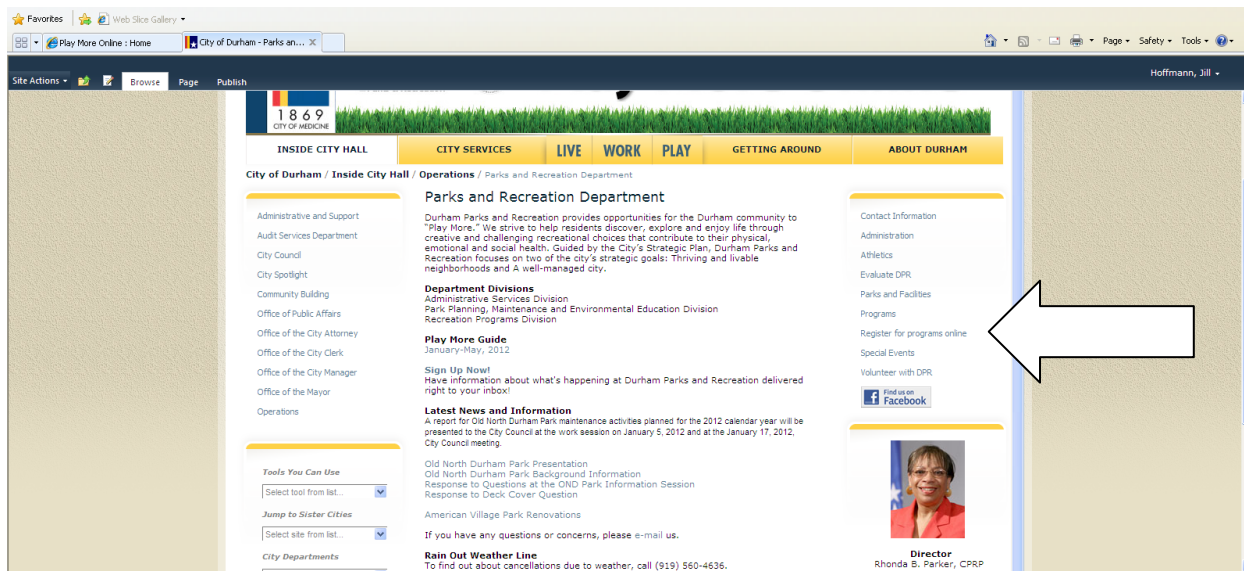 Favorites Web Slice Gallery
Play More Online : Home City of Durham - Parks an... X Page Safety Tools
Hoffmann, Jill
Site Actions Browse Page Publish
1 8 6 9
CITY OF MEDICINE
INSIDE CITY HALL CITY SERVICES LIVE WORK PLAY GETTING AROUND ABOUT DURHAM
City of Durham / Inside City Hall / Operations / Parks and Recreation Department
Administrative and Support
Audit Services Department
City Council
City Spotlight
Community Building
Office of Public Affairs
Office of the City Attorney
Office of the City Clerk
Office of the City Manager
Office of the Mayor
Operations
Tools You Can Use
Select tool from list...
Jump to Sister Cities
Select site from list...
City Departments
Parks and Recreation Department
Durham Parks and Recreation provides opportunities for the Durham community to
"Play More." We strive to help residents discover, explore and enjoy life through
creative and challenging recreational choices that contribute to their physical,
emotional and social health. Guided by the City's Strategic Plan, Durham Parks and
Recreation focuses on two of the city's strategic goals: Thriving and livable
neighborhoods and A well-managed city.
Department Divisions
Administrative Services Division
Park Planning, Maintenance and Environmental Education Division
Recreation Programs Division
Play More Guide
January-May, 2012
Sign Up Now!
Have information about what's happening at Durham Parks and Recreation delivered
right to your inbox!
Latest News and Information
A report for Old North Durham Park maintenance activities planned for the 2012 calendar year will be
presented to the City Council at the work session on January 5, 2012 and at the January 17, 2012,
City Council meeting.
Old North Durham Park Presentation
Old North Durham Park Background Information
Response to Questions at the OND Park Information Session
Response to Deck Cover Question
American Village Park Renovations
If you have any questions or concerns, please e-mail us.
Rain Out Weather Line
To find out about cancellations due to weather, call (919) 560-4636.
Contact Information
Administration
Athletics
Evaluate DPR
Parks and Facilities
Programs
Register for programs online
Special Events
Volunteer with DPR
Find us on
Facebook
Director
Rhonda B. Parker, CPRP